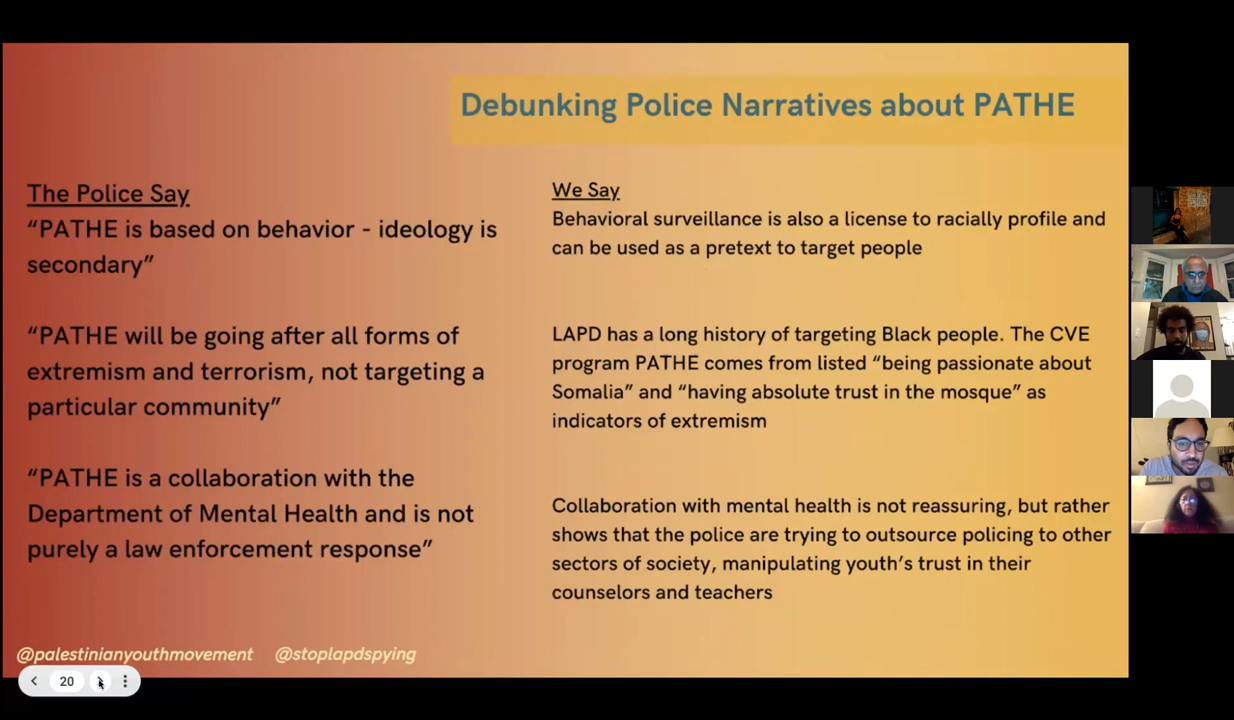 Debunking Police Narratives about PATHE
The Police Say
“PATHE is based on behavior - ideology is
secondary”
“PATHE will be going after all forms of
extremism and terrorism, not targeting a
particular community”
“PATHE is a collaboration with the
Department of Mental Health and is not
purely a law enforcement response”
We Say
Behavioral surveillance is also a license to racially profile and
can be used as a pretext to target people
LAPD has a long history of targeting Black people. The CVE
program PATHE comes from listed “being passionate about
Somalia” and “having absolute trust in the mosque” as
indicators of extremism
Collaboration with mental health is not reassuring, but rather
shows that the police are trying to outsource policing to other
sectors of society, manipulating youth’s trust in their
counselors and teachers
@palestinianyouthmovement @stoplapdspying
20